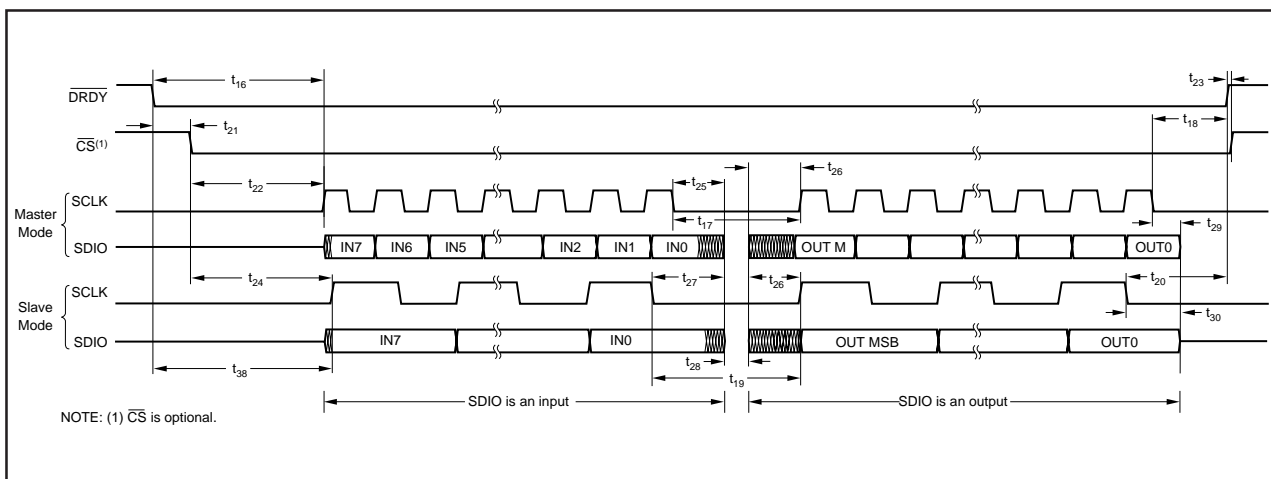 t16
DRDY
t23
t18
t21
CS(1)
t22
t25
t26
SCLK
Master Mode
t17
t29
SDIO
IN7 IN6 IN5 IN2 IN1 IN0 OUT M OUT0
t24
t27
t26
t20
SCLK
Slave Mode
t30
SDIO
IN7 IN0 OUT MSB OUT0
t28
t38
t19
SDIO is an input
SDIO is an output
NOTE: (1) CS is optional.